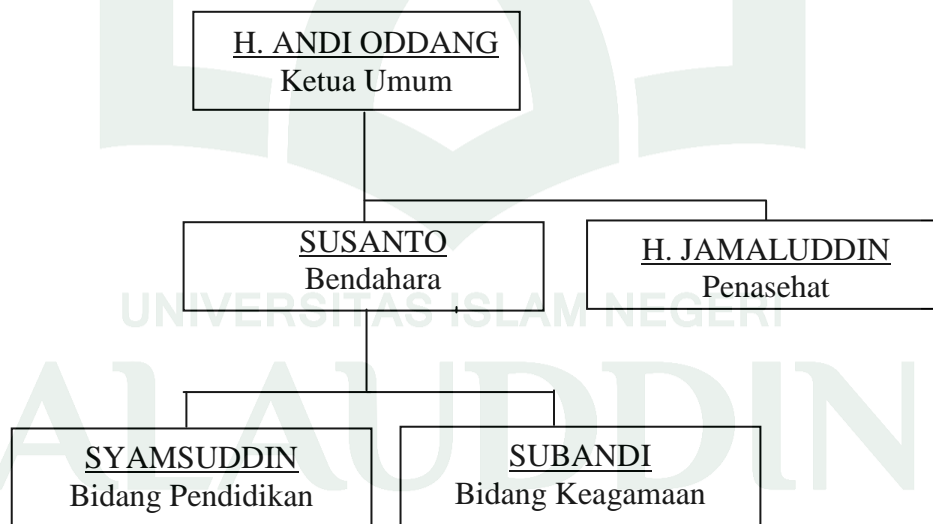 H. ANDI ODDANG
Ketua Umum
SUSANTO
Bendahara
H. JAMALUDDIN
Penasehat
UNIVERSITAS ISLAM NEGERI
ALAUDDIN
SYAMSUDDIN
Bidang Pendidikan
SUBANDI
Bidang Keagamaan